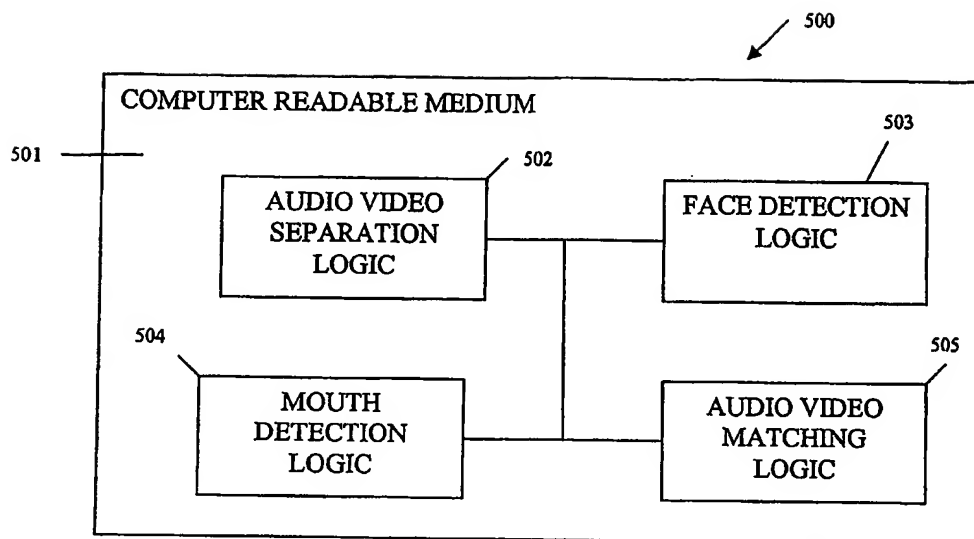 500
COMPUTER READABLE MEDIUM
501
502
503
AUDIO VIDEO
SEPARATION
LOGIC
FACE DETECTION
LOGIC
504
505
MOUTH
DETECTION
LOGIC
AUDIO VIDEO
MATCHING
LOGIC